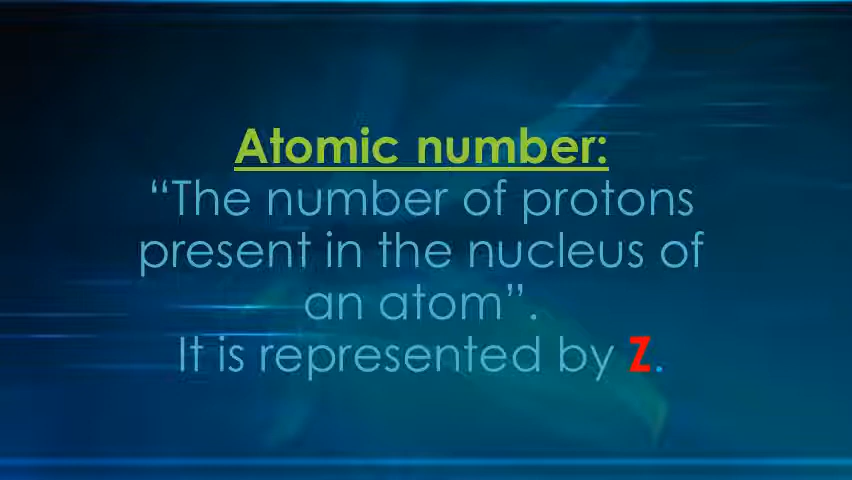 Atomic number:
“The number of protons
present in the nucleus of
an atom”.
It is represented by Z.